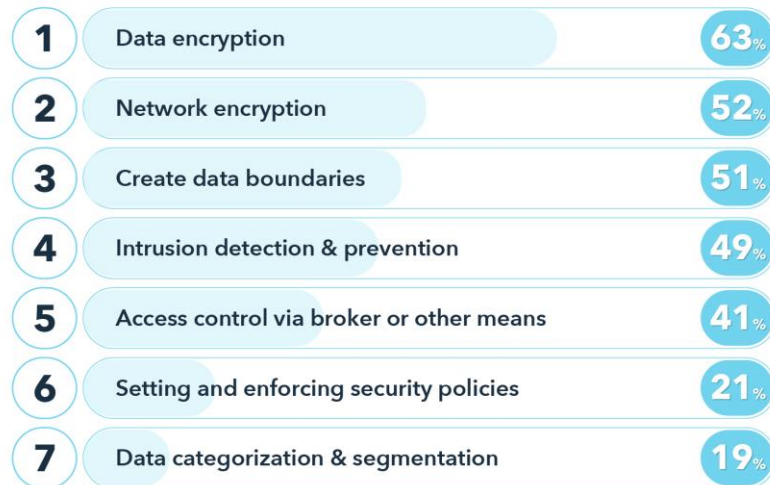 1 Data encryption 63%
2 Network encryption 52%
3 Create data boundaries 51%
4 Intrusion detection & prevention 49%
5 Access control via broker or other means 41%
6 Setting and enforcing security policies 21%
7 Data categorization & segmentation 19%